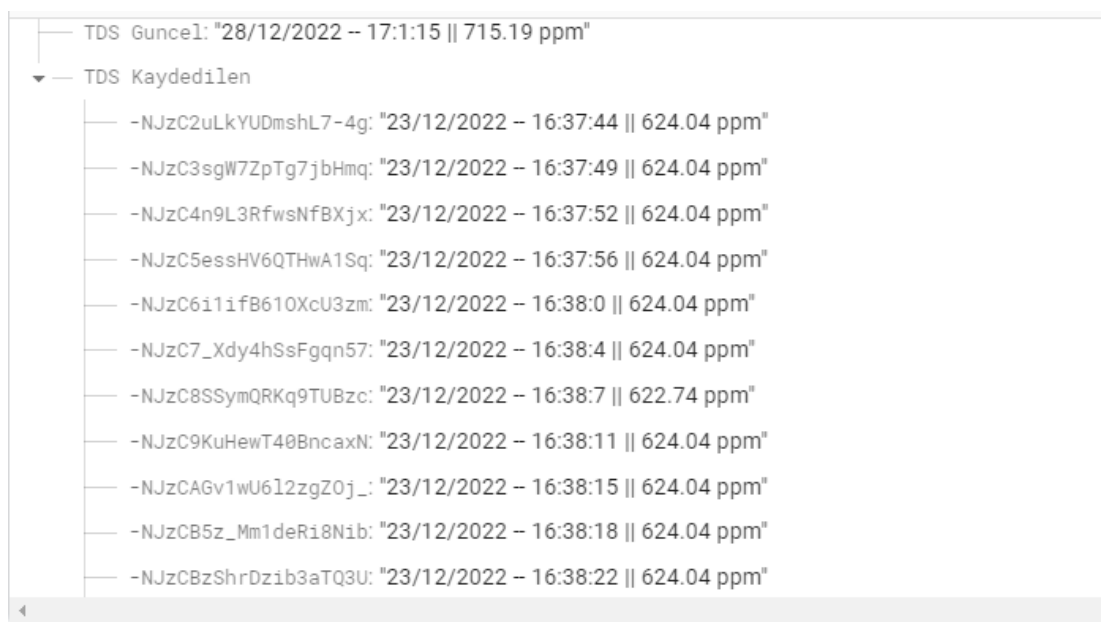 TDS Guncel: "28/12/2022 -- 17:1:15 || 715.19 ppm"
TDS Kaydedilen
-NJzC2uLkYUDmshL7-4g: "23/12/2022 -- 16:37:44 || 624.04 ppm"
-NJzC3sgW7ZpTg7jbHmq: "23/12/2022 -- 16:37:49 || 624.04 ppm"
-NJzC4n9L3RfwsNfBXjx: "23/12/2022 -- 16:37:52 || 624.04 ppm"
-NJzC5essHV6QTHwA1Sq: "23/12/2022 -- 16:37:56 || 624.04 ppm"
-NJzC6i1ifB61OXcU3zm: "23/12/2022 -- 16:38:0 || 624.04 ppm"
-NJzC7_Xdy4hSsFgqn57: "23/12/2022 -- 16:38:4 || 624.04 ppm"
-NJzC8SSymQRKq9TUBzc: "23/12/2022 -- 16:38:7 || 622.74 ppm"
-NJzC9KuHewT40BncaxN: "23/12/2022 -- 16:38:11 || 624.04 ppm"
-NJzCAGv1wU6l2zgZOj_: "23/12/2022 -- 16:38:15 || 624.04 ppm"
-NJzCB5z_Mm1deRi8Nib: "23/12/2022 -- 16:38:18 || 624.04 ppm"
-NJzCBzShrDzib3aTQ3U: "23/12/2022 -- 16:38:22 || 624.04 ppm"